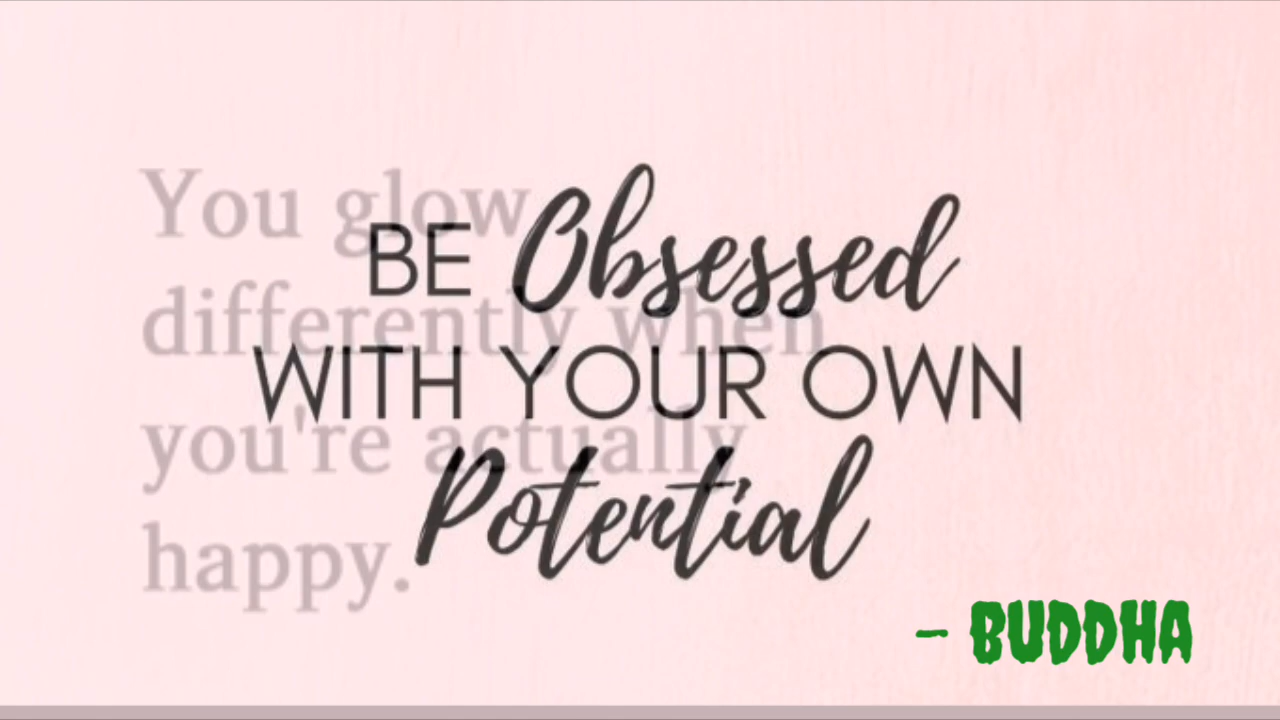 You glow
differently when
you're actually
happy.
BE Obsessed
WITH YOUR OWN
Potential
- BUDDHA